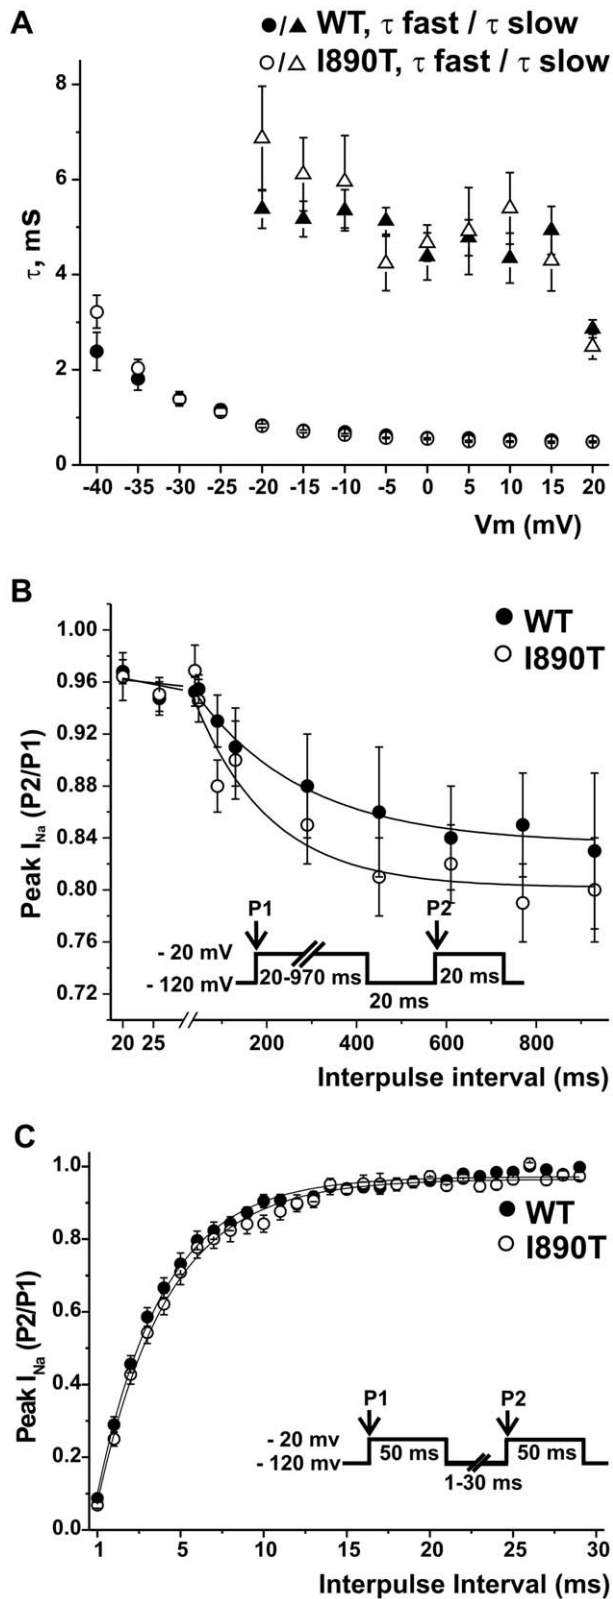 A
●/▲ WT, τ fast / τ slow
○/△ I890T, τ fast / τ slow
8
6
4
2
0
τ, ms
-40 -35 -30 -25 -20 -15 -10 -5 0 5 10 15 20
Vm (mV)
B
● WT
○ I890T
1.00
0.96
0.92
0.88
0.84
0.80
0.76
0.72
Peak INa (P2/P1)
P1 P2
- 20 mV
- 120 mV
20-970 ms
20 ms
20 ms
20 25 200 400 600 800
Interpulse interval (ms)
C
● WT
○ I890T
1.0
0.8
0.6
0.4
0.2
0.0
Peak INa (P2/P1)
P1 P2
- 20 mv
- 120 mv
50 ms
50 ms
1-30 ms
1 5 10 15 20 25 30
Interpulse Interval (ms)